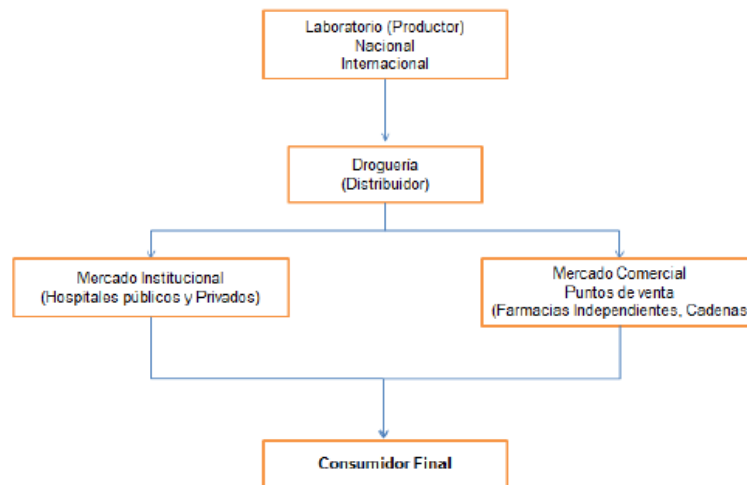 Laboratorio (Productor)
Nacional
Internacional
Droguería
(Distribuidor)
Mercado Institucional
(Hospitales públicos y Privados)
Mercado Comercial
Puntos de venta
(Farmacias Independientes, Cadenas
Consumidor Final